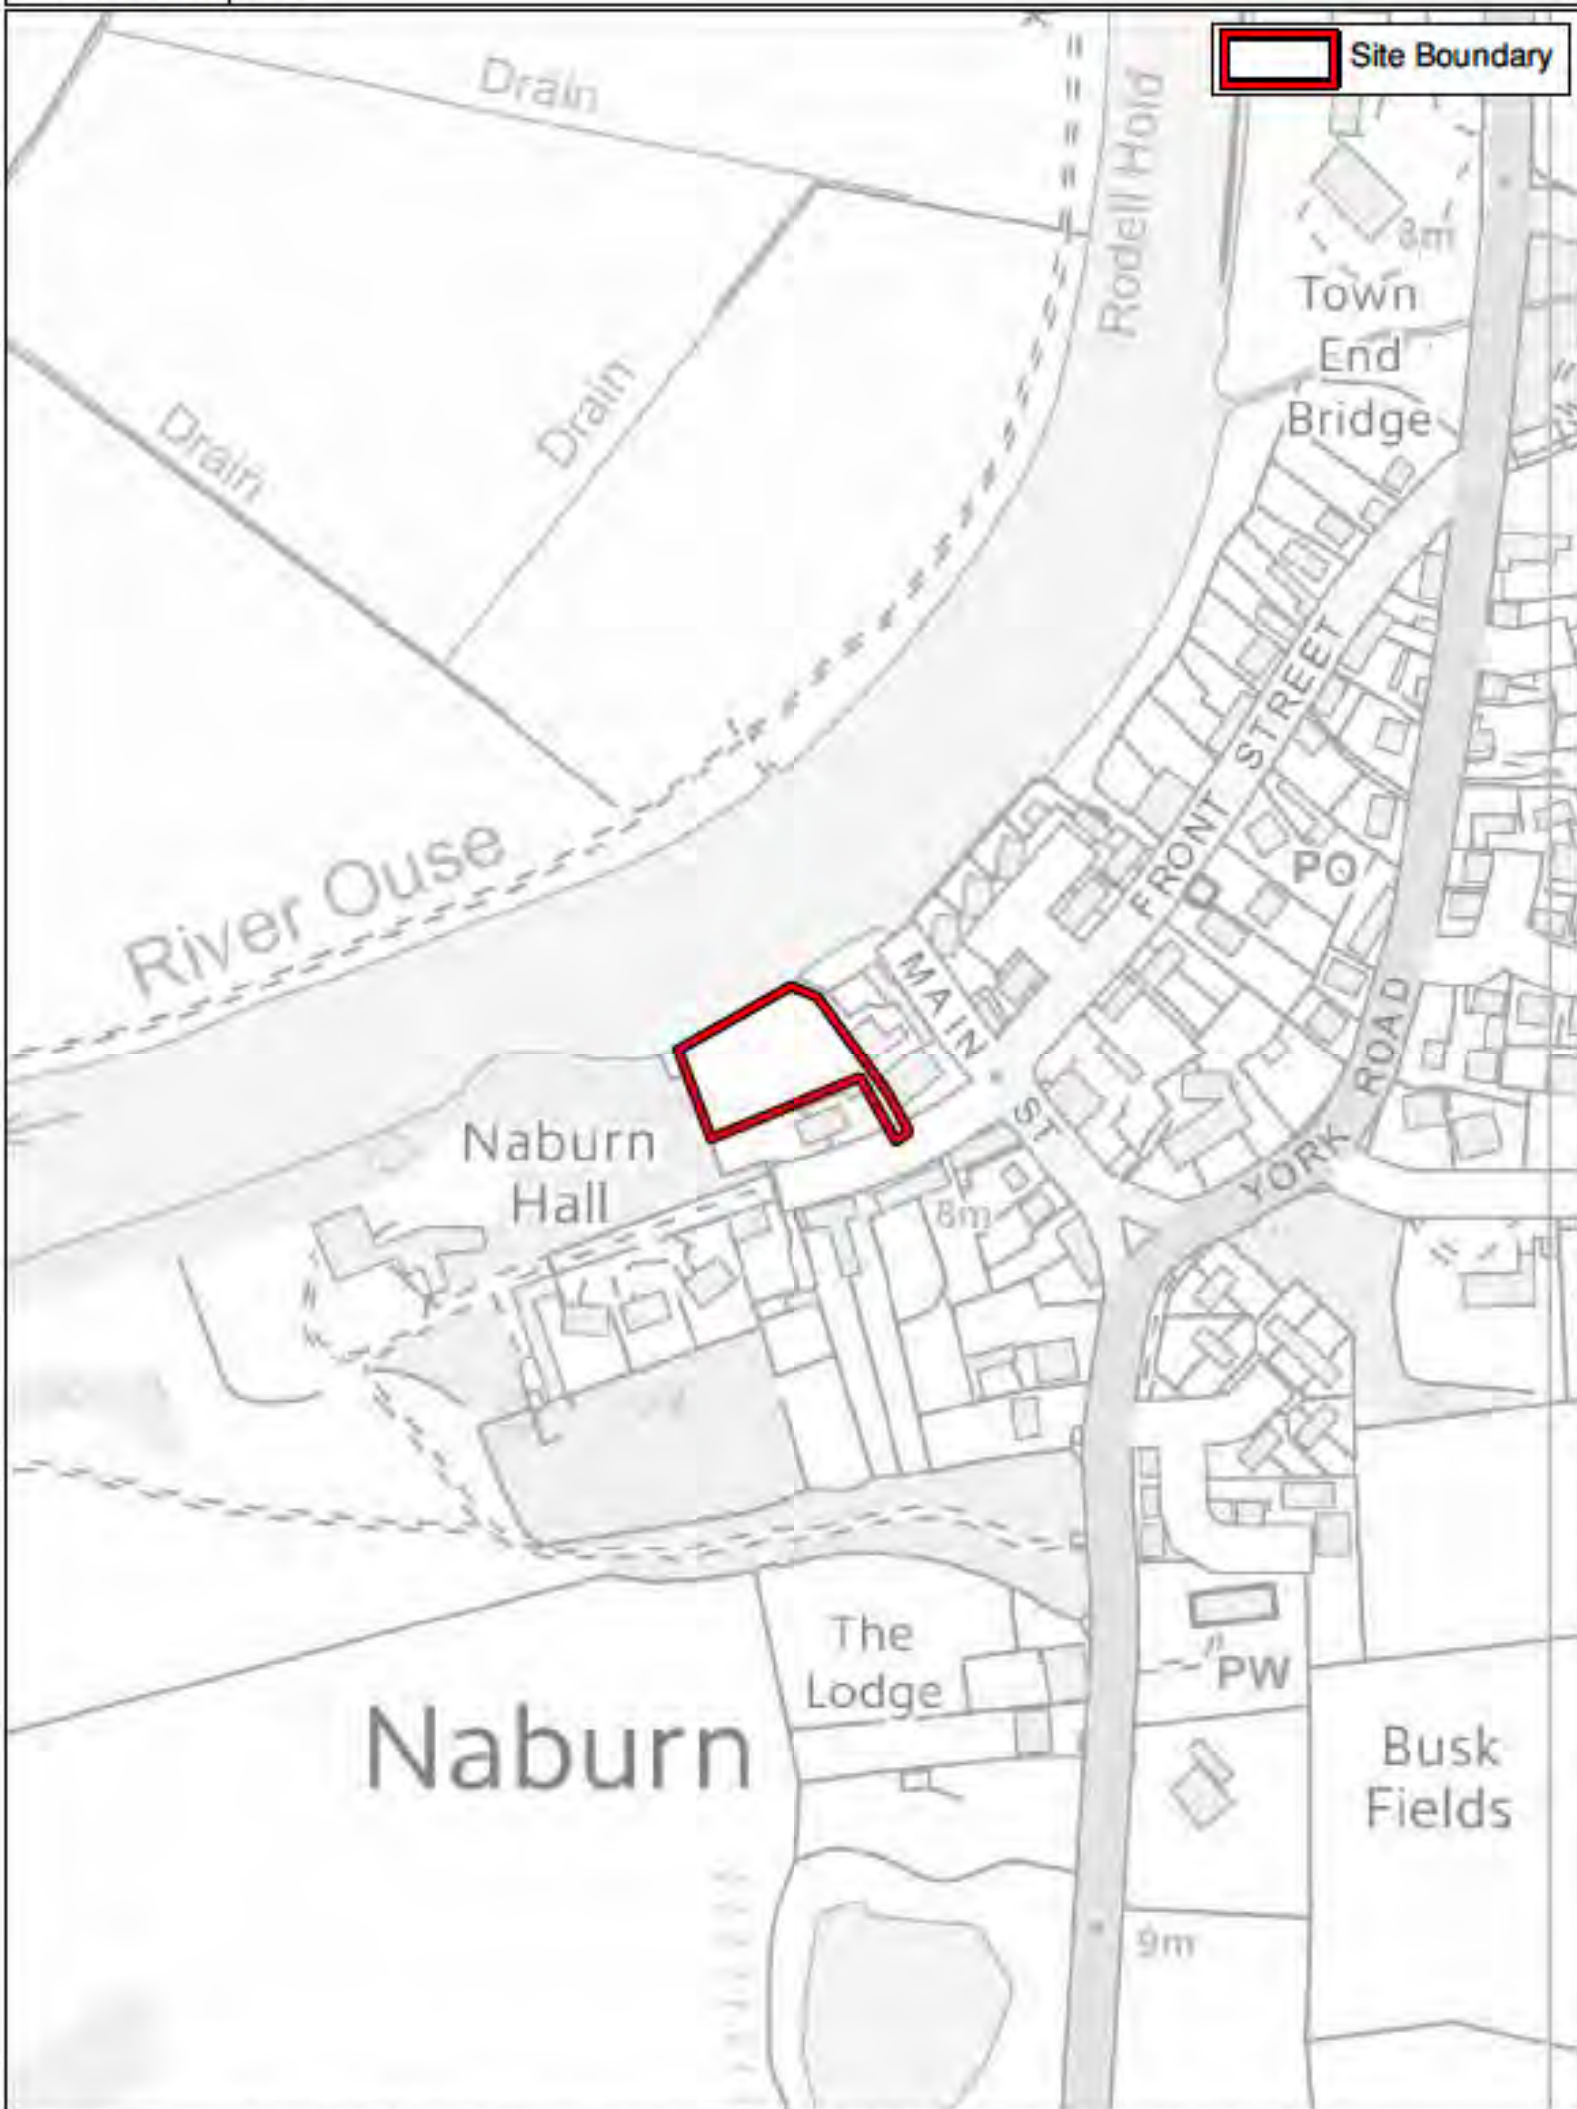 Site Boundary
Drain
Rodell Hold
8m
Town
End
Bridge
Drain
Drain
River Ouse
FRONT STREET
PO
MAIN
ST
YORK ROAD
Naburn
Hall
8m
The
Lodge
PW
Naburn
Busk
Fields
9m